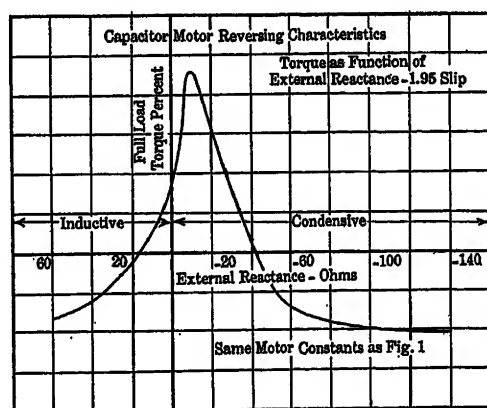 Capacitor Motor Reversing Characteristics
Torque as Function of
External Reactance - 1.95 Slip
Full Load
Torque Percent
Inductive
Condensive
60 20 -20 -60 -100 -140
External Reactance - Ohms
Same Motor Constants as Fig. 1